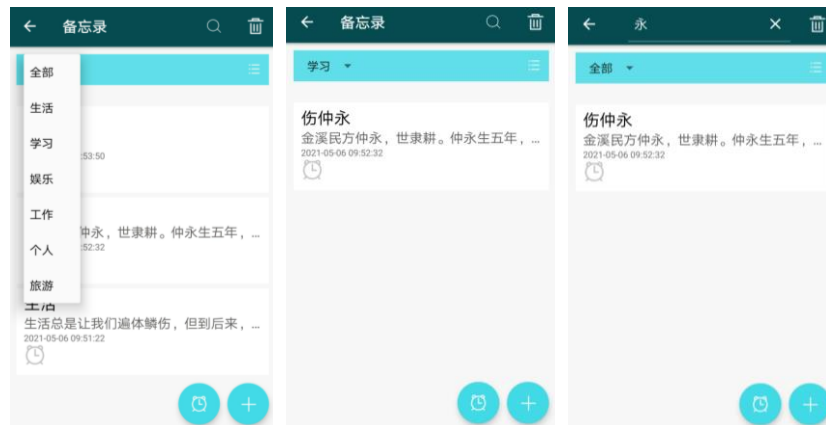 备忘录
全部
生活
学习
娱乐
工作
个人
旅游
:53:50
仲永，世隶耕。仲永生五年，...
:52:32
生活
生活总是让我们遍体鳞伤，但到后来，...
2021-05-06 09:51:22
备忘录
学习
伤仲永
金溪民方仲永，世隶耕。仲永生五年，...
2021-05-06 09:52:32
永
全部
伤仲永
金溪民方仲永，世隶耕。仲永生五年，...
2021-05-06 09:52:32